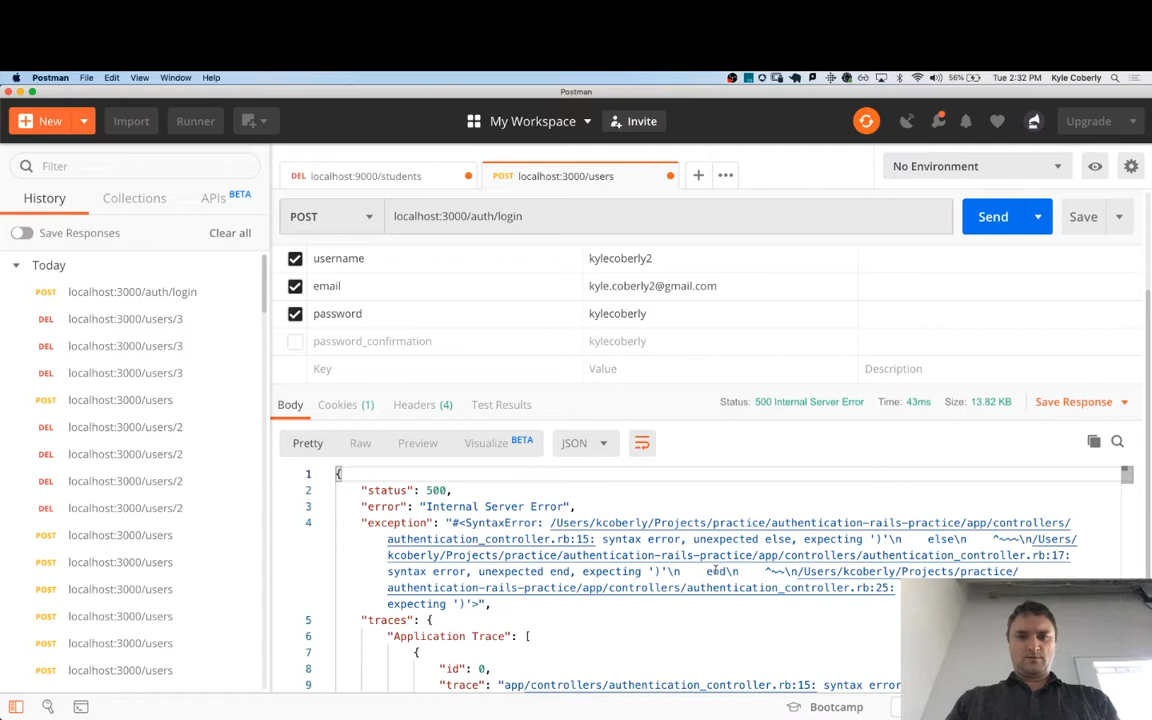 Postman File Edit View Window Help 56% Tue 2:32 PM Kyle Coberly
Postman
New Import Runner My Workspace Invite Upgrade
Filter
DEL localhost:9000/students POST localhost:3000/users
No Environment
History Collections APIs BETA
POST localhost:3000/auth/login Send Save
Save Responses Clear all
username kylecoberly2
email kyle.coberly2@gmail.com
password kylecoberly
password_confirmation kylecoberly
Key Value Description
Today
POST localhost:3000/auth/login
DEL localhost:3000/users/3
DEL localhost:3000/users/3
DEL localhost:3000/users/3
POST localhost:3000/users
DEL localhost:3000/users/2
DEL localhost:3000/users/2
DEL localhost:3000/users/2
DEL localhost:3000/users/2
POST localhost:3000/users
POST localhost:3000/users
POST localhost:3000/users
POST localhost:3000/users
POST localhost:3000/users
POST localhost:3000/users
Body Cookies (1) Headers (4) Test Results Status: 500 Internal Server Error Time: 43ms Size: 13.82 KB Save Response
Pretty Raw Preview Visualize BETA JSON
1 {
2 "status": 500,
3 "error": "Internal Server Error",
4 "exception": "#<SyntaxError: /Users/kcoberly/Projects/practice/authentication-rails-practice/app/controllers/
authentication_controller.rb:15: syntax error, unexpected else, expecting ')'\n else\n ^~~~\n/Users/
kcoberly/Projects/practice/authentication-rails-practice/app/controllers/authentication_controller.rb:17:
syntax error, unexpected end, expecting ')'\n end\n ^~~\n/Users/kcoberly/Projects/practice/
authentication-rails-practice/app/controllers/authentication_controller.rb:25:
expecting ')'>",
5 "traces": {
6 "Application Trace": [
7 {
8 "id": 0,
9 "trace": "app/controllers/authentication_controller.rb:15: syntax error
Bootcamp